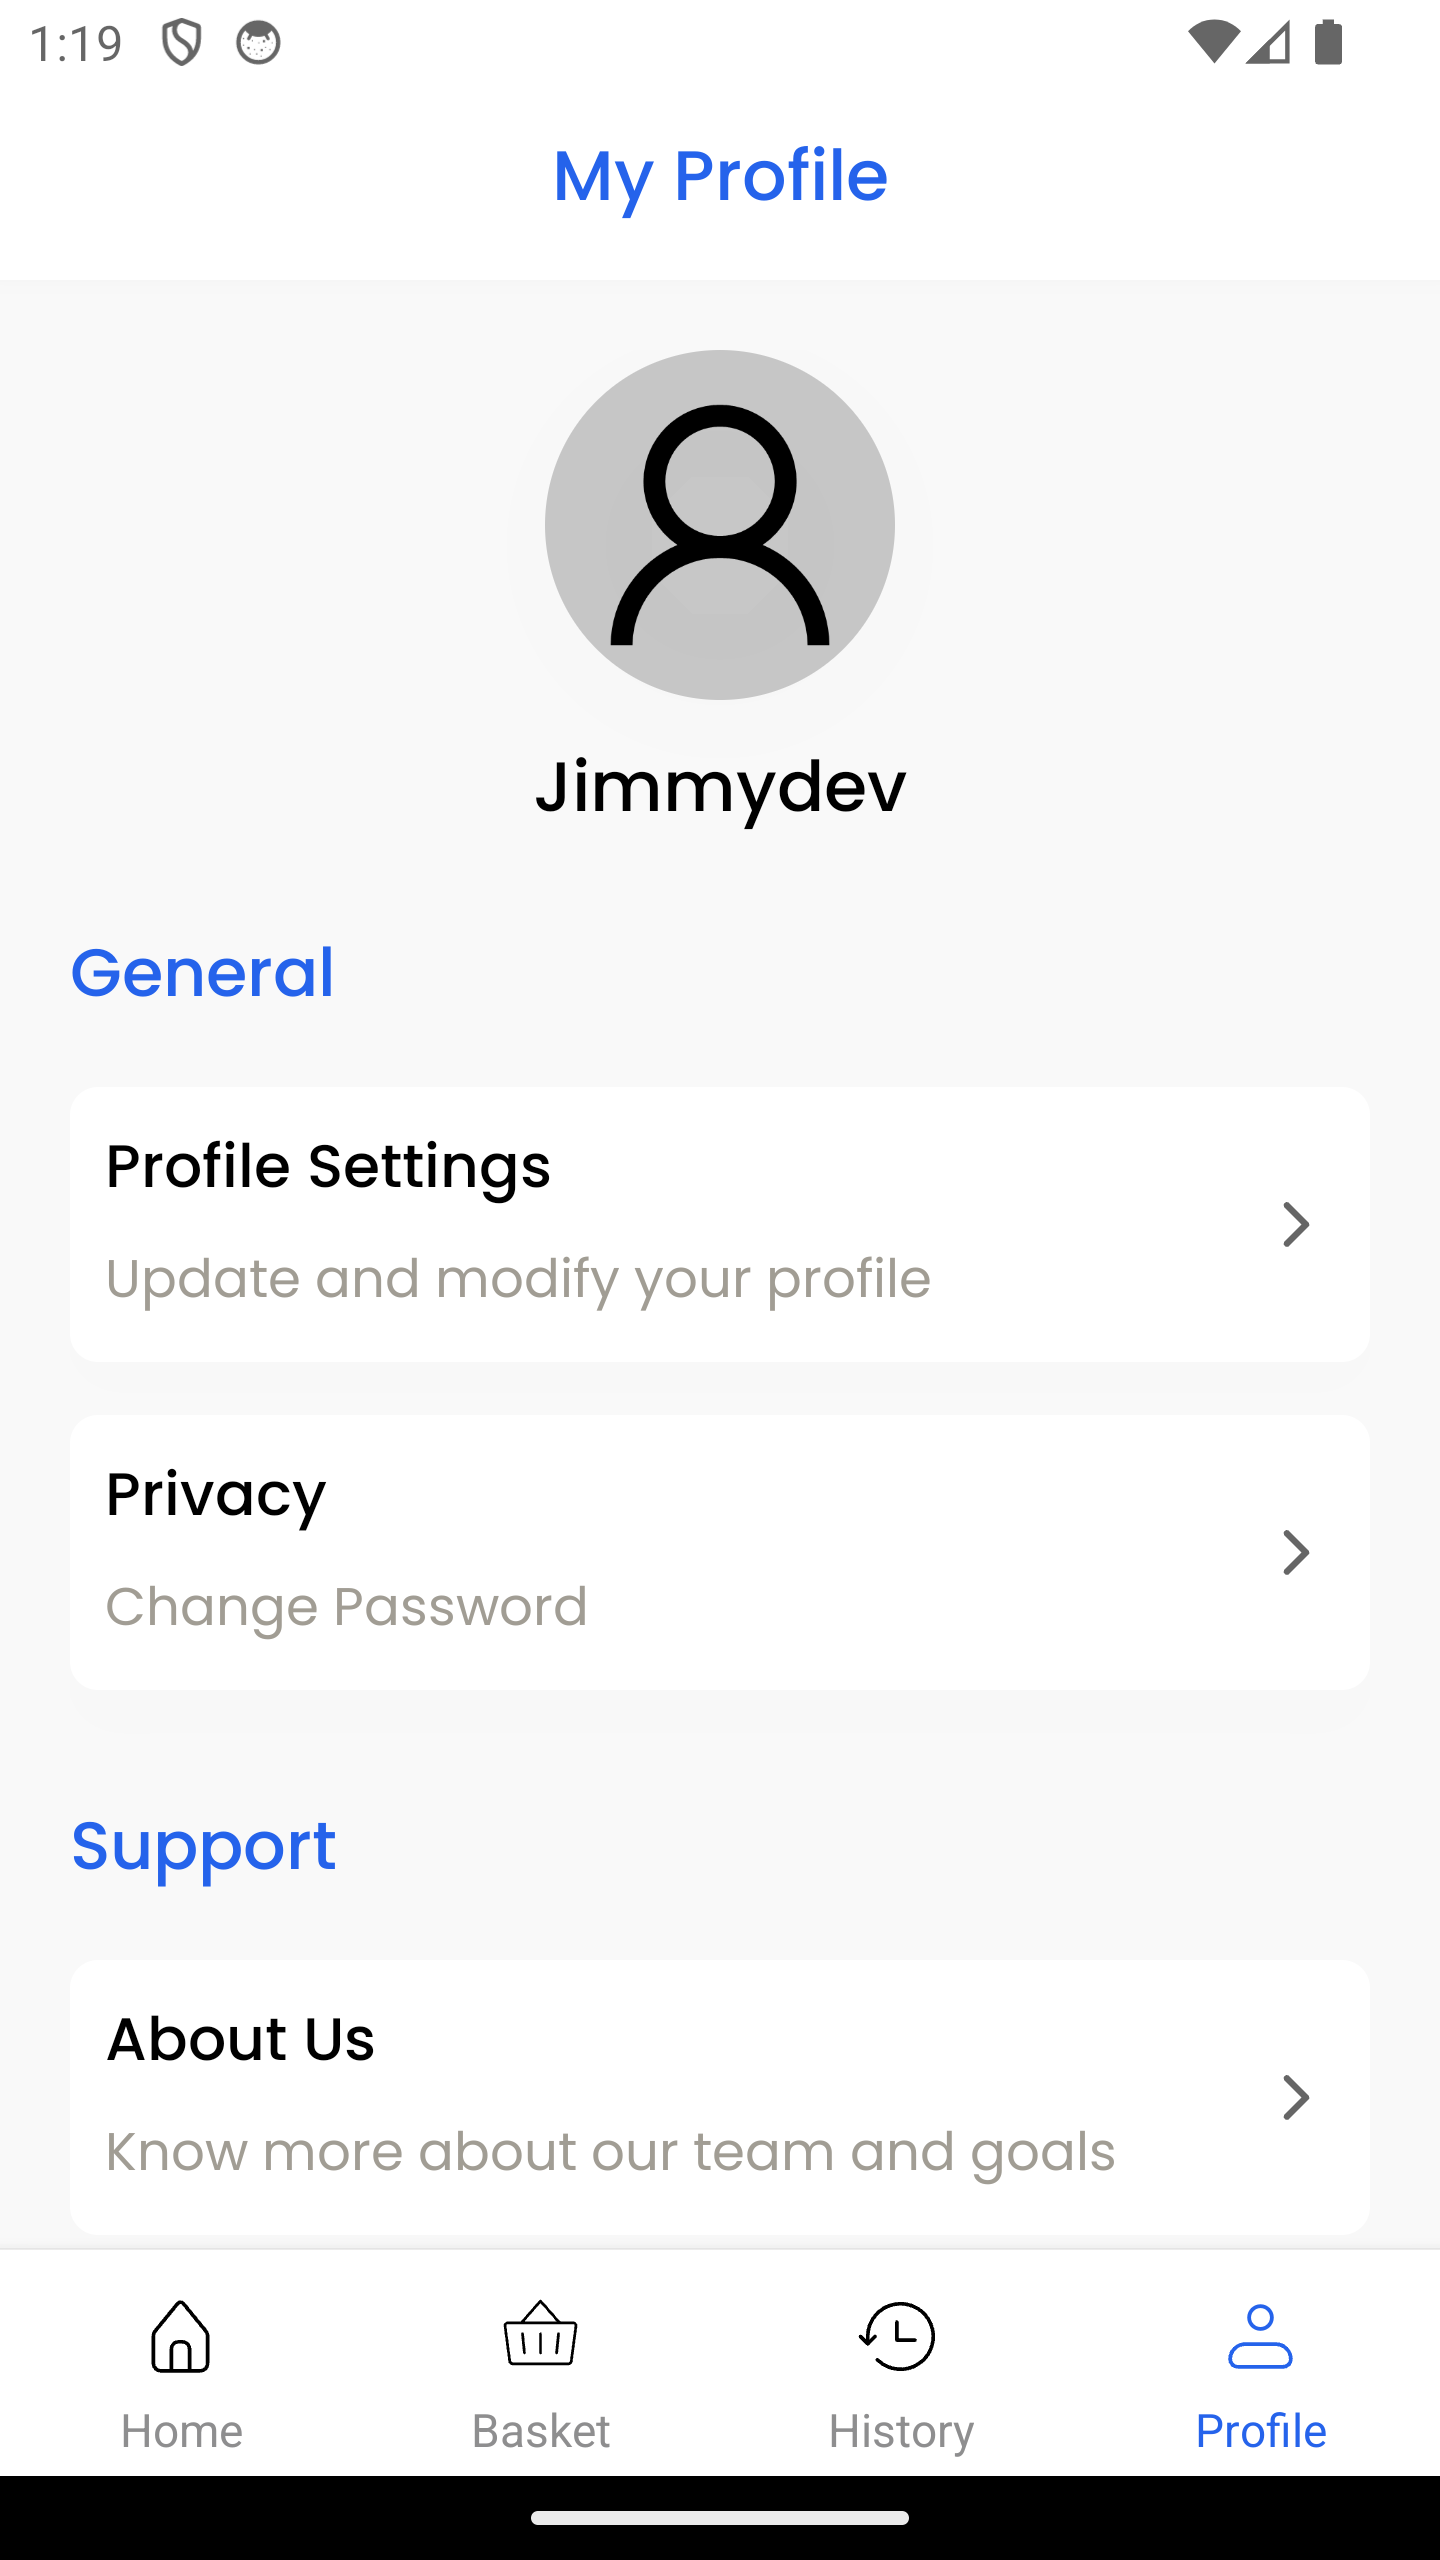 1:19
My Profile
Jimmydev
General
Profile Settings
Update and modify your profile
Privacy
Change Password
Support
About Us
Know more about our team and goals
Home
Basket
History
Profile